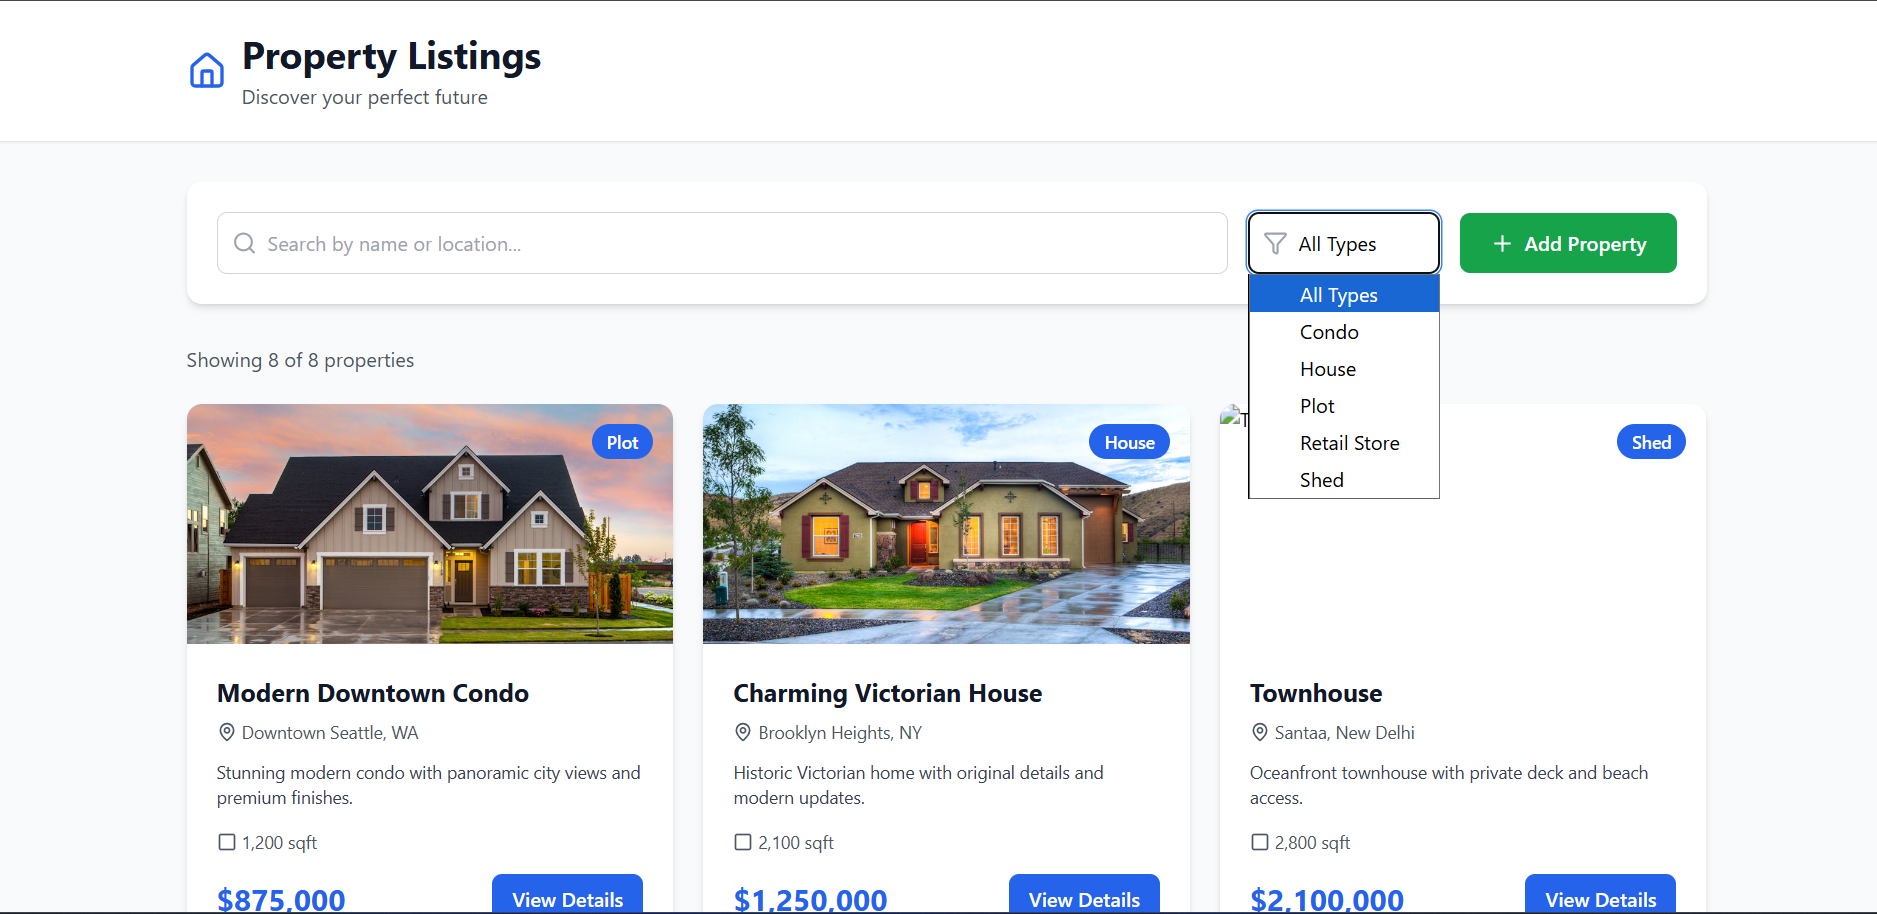 Property Listings
Discover your perfect future
Search by name or location...
All Types
Add Property
All Types
Condo
House
Plot
Retail Store
Shed
Showing 8 of 8 properties
Plot
House
T
Shed
Modern Downtown Condo
Downtown Seattle, WA
Stunning modern condo with panoramic city views and
premium finishes.
1,200 sqft
$875,000
View Details
Charming Victorian House
Brooklyn Heights, NY
Historic Victorian home with original details and
modern updates.
2,100 sqft
$1,250,000
View Details
Townhouse
Santaa, New Delhi
Oceanfront townhouse with private deck and beach
access.
2,800 sqft
$2,100,000
View Details